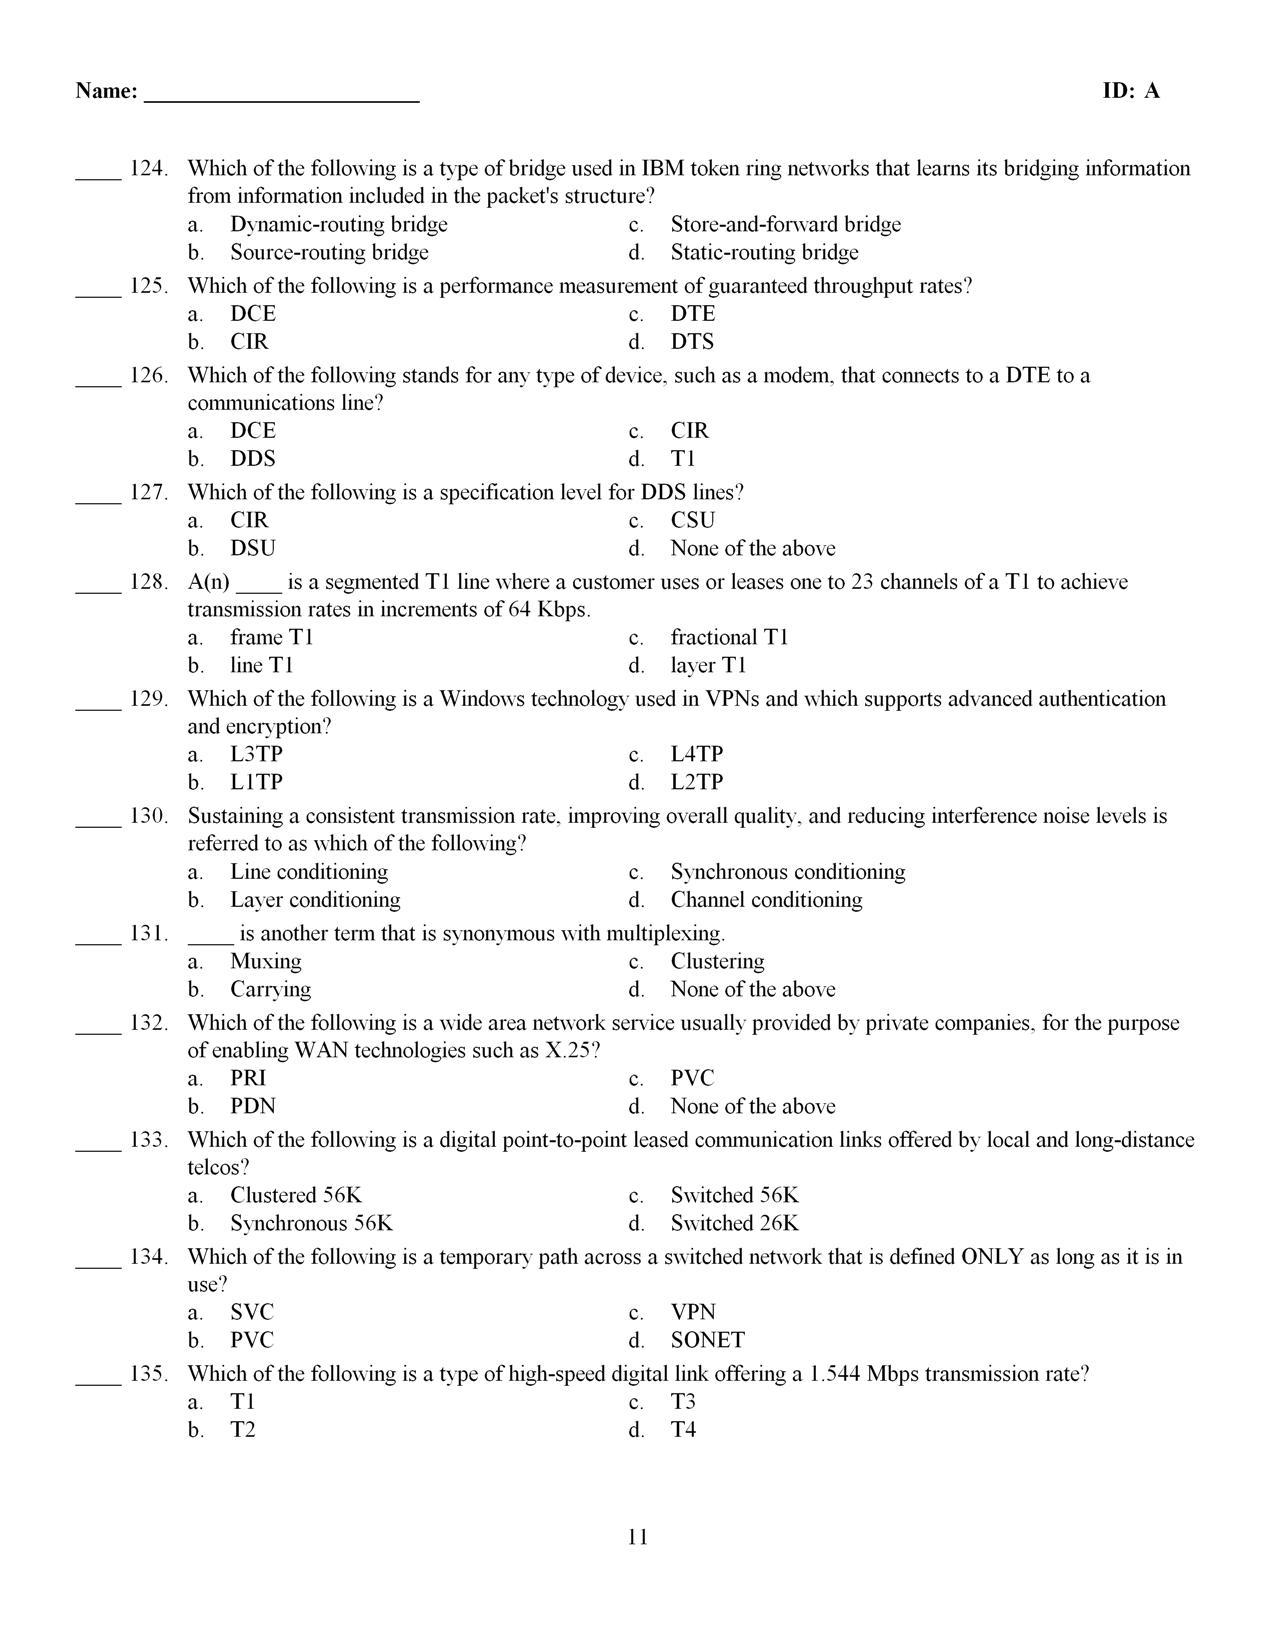 Name: ________________________ ID: A
____ 124. Which of the following is a type of bridge used in IBM token ring networks that learns its bridging information
from information included in the packet's structure?
a. Dynamic-routing bridge c. Store-and-forward bridge
b. Source-routing bridge d. Static-routing bridge
____ 125. Which of the following is a performance measurement of guaranteed throughput rates?
a. DCE c. DTE
b. CIR d. DTS
____ 126. Which of the following stands for any type of device, such as a modem, that connects to a DTE to a
communications line?
a. DCE c. CIR
b. DDS d. T1
____ 127. Which of the following is a specification level for DDS lines?
a. CIR c. CSU
b. DSU d. None of the above
____ 128. A(n) ____ is a segmented T1 line where a customer uses or leases one to 23 channels of a T1 to achieve
transmission rates in increments of 64 Kbps.
a. frame T1 c. fractional T1
b. line T1 d. layer T1
____ 129. Which of the following is a Windows technology used in VPNs and which supports advanced authentication
and encryption?
a. L3TP c. L4TP
b. L1TP d. L2TP
____ 130. Sustaining a consistent transmission rate, improving overall quality, and reducing interference noise levels is
referred to as which of the following?
a. Line conditioning c. Synchronous conditioning
b. Layer conditioning d. Channel conditioning
____ 131. ____ is another term that is synonymous with multiplexing.
a. Muxing c. Clustering
b. Carrying d. None of the above
____ 132. Which of the following is a wide area network service usually provided by private companies, for the purpose
of enabling WAN technologies such as X.25?
a. PRI c. PVC
b. PDN d. None of the above
____ 133. Which of the following is a digital point-to-point leased communication links offered by local and long-distance
telcos?
a. Clustered 56K c. Switched 56K
b. Synchronous 56K d. Switched 26K
____ 134. Which of the following is a temporary path across a switched network that is defined ONLY as long as it is in
use?
a. SVC c. VPN
b. PVC d. SONET
____ 135. Which of the following is a type of high-speed digital link offering a 1.544 Mbps transmission rate?
a. T1 c. T3
b. T2 d. T4
11